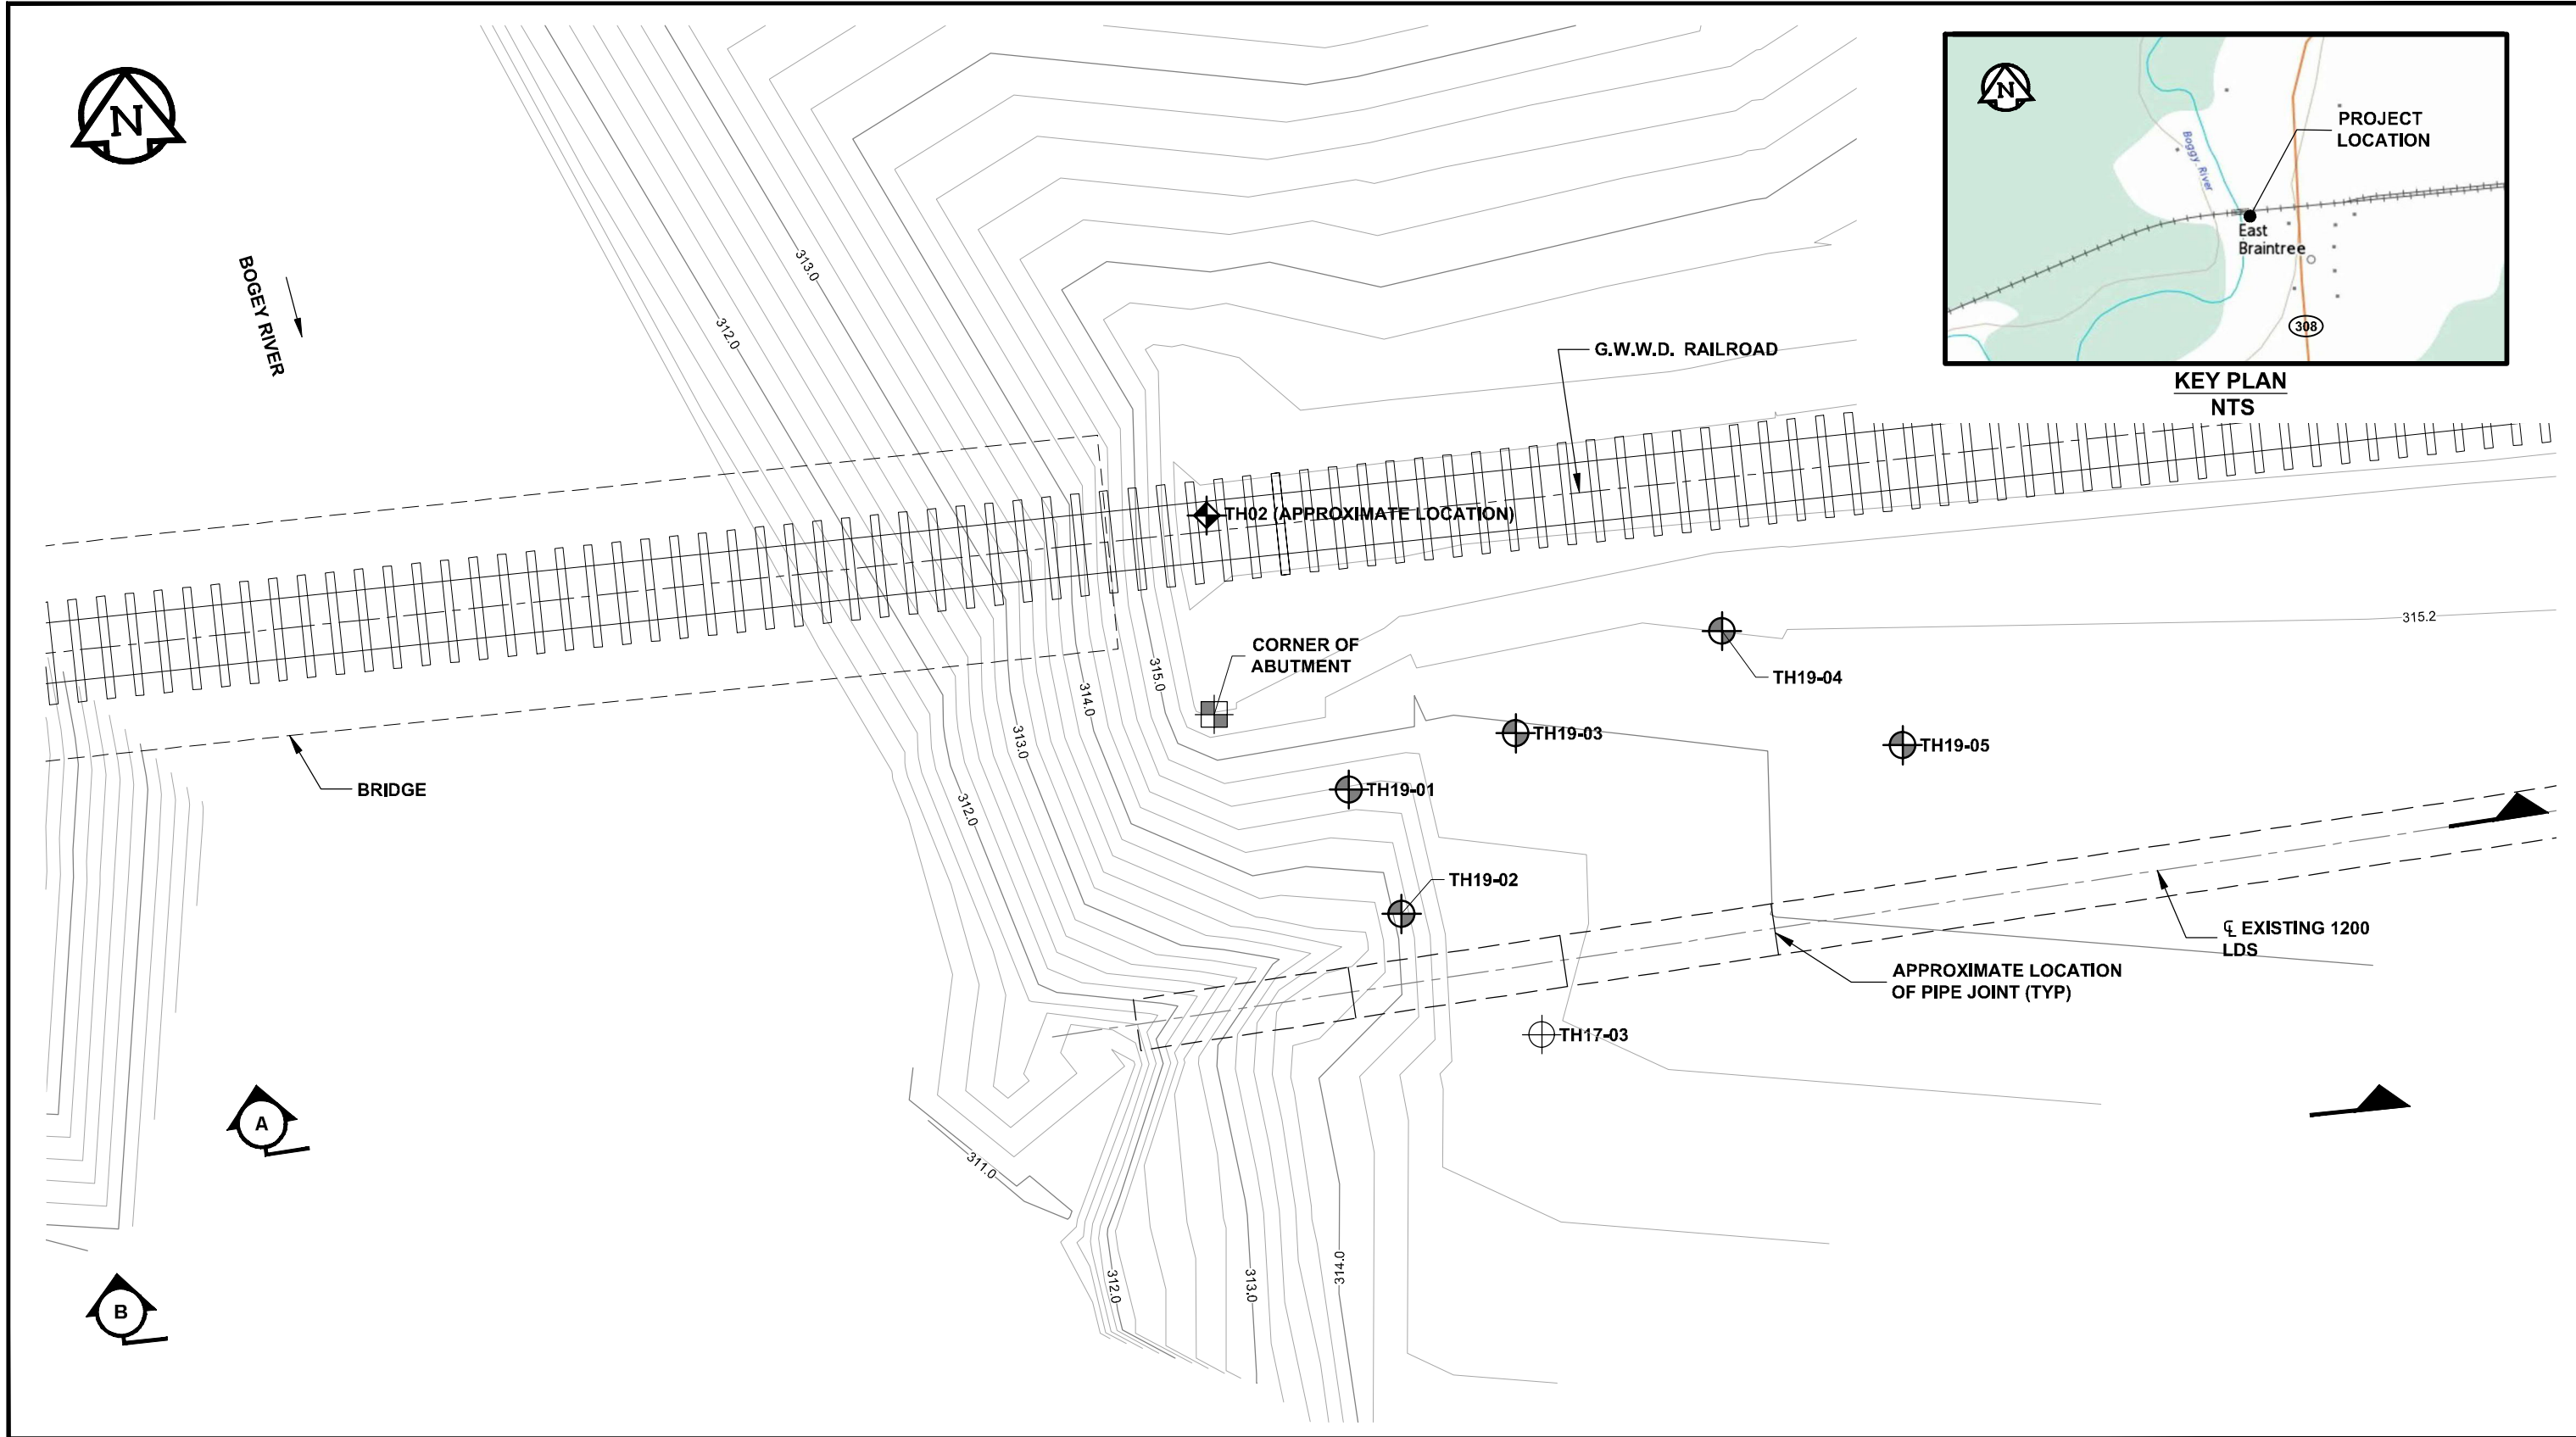 N
BOGEY RIVER
312.0
313.0
G.W.W.D. RAILROAD
N
Boggy River
PROJECT
LOCATION
East
Braintree
308
KEY PLAN
NTS
TH02 (APPROXIMATE LOCATION)
CORNER OF
ABUTMENT
315.0
314.0
313.0
312.0
315.2
TH19-04
TH19-03
TH19-05
TH19-01
BRIDGE
TH19-02
℄ EXISTING 1200
LDS
APPROXIMATE LOCATION
OF PIPE JOINT (TYP)
TH17-03
A
311.0
B
312.0
313.0
314.0